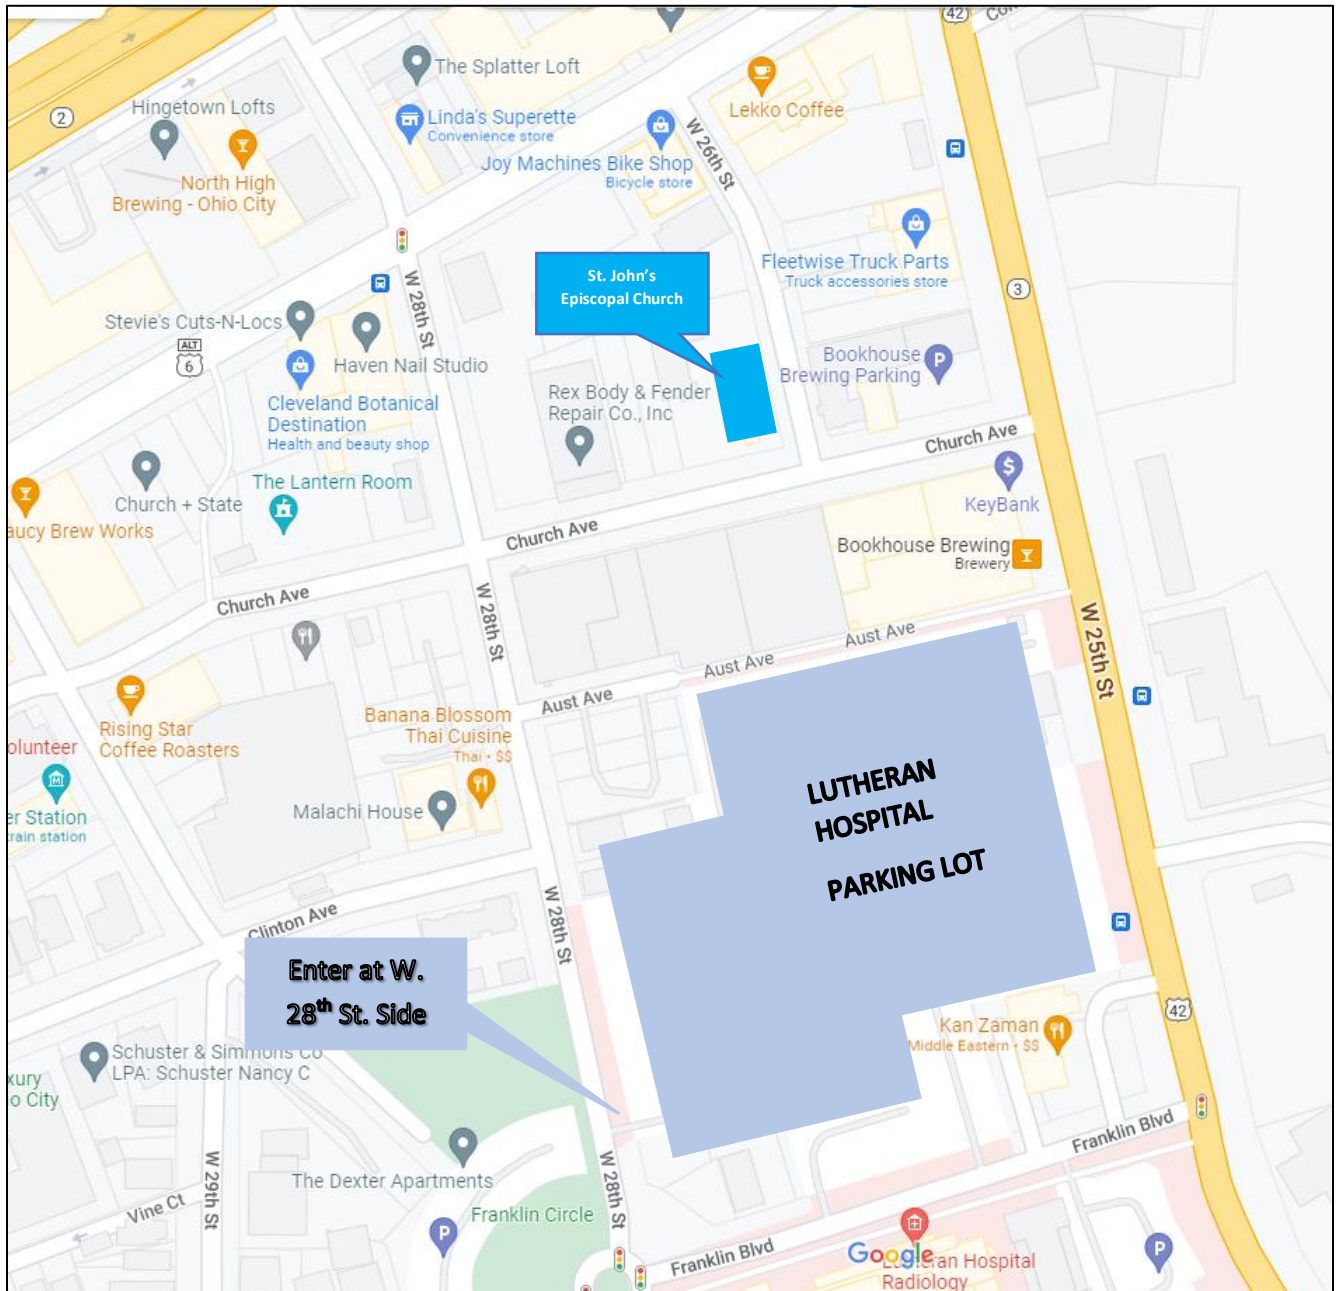 42
Con
The Splatter Loft
Hingetown Lofts
2
Linda's Superette
Convenience store
Lekko Coffee
W 26th St
Joy Machines Bike Shop
Bicycle store
North High
Brewing - Ohio City
St. John's
Episcopal Church
Fleetwise Truck Parts
Truck accessories store
3
W 28th St
Stevie's Cuts-N-Locs
ALT
6
Haven Nail Studio
Bookhouse
Brewing Parking
P
Rex Body & Fender
Repair Co., Inc
Cleveland Botanical
Destination
Health and beauty shop
Church Ave
The Lantern Room
Church + State
KeyBank
$
aucy Brew Works
Church Ave
Bookhouse Brewing
Brewery
Church Ave
W 28th St
W 25th St
Aust Ave
Aust Ave
Aust Ave
Banana Blossom
Thai Cuisine
Thai • $$
Rising Star
Coffee Roasters
olunteer
M
er Station
train station
Malachi House
LUTHERAN
HOSPITAL
PARKING LOT
Clinton Ave
W 28th St
Enter at W.
28th St. Side
42
Kan Zaman
Middle Eastern • $$
Schuster & Simmons Co
LPA: Schuster Nancy C
xury
o City
Franklin Blvd
The Dexter Apartments
W 29th St
Vine Ct
W 28th St
Franklin Circle
P
Franklin Blvd
Google
eran Hospital
Radiology
P